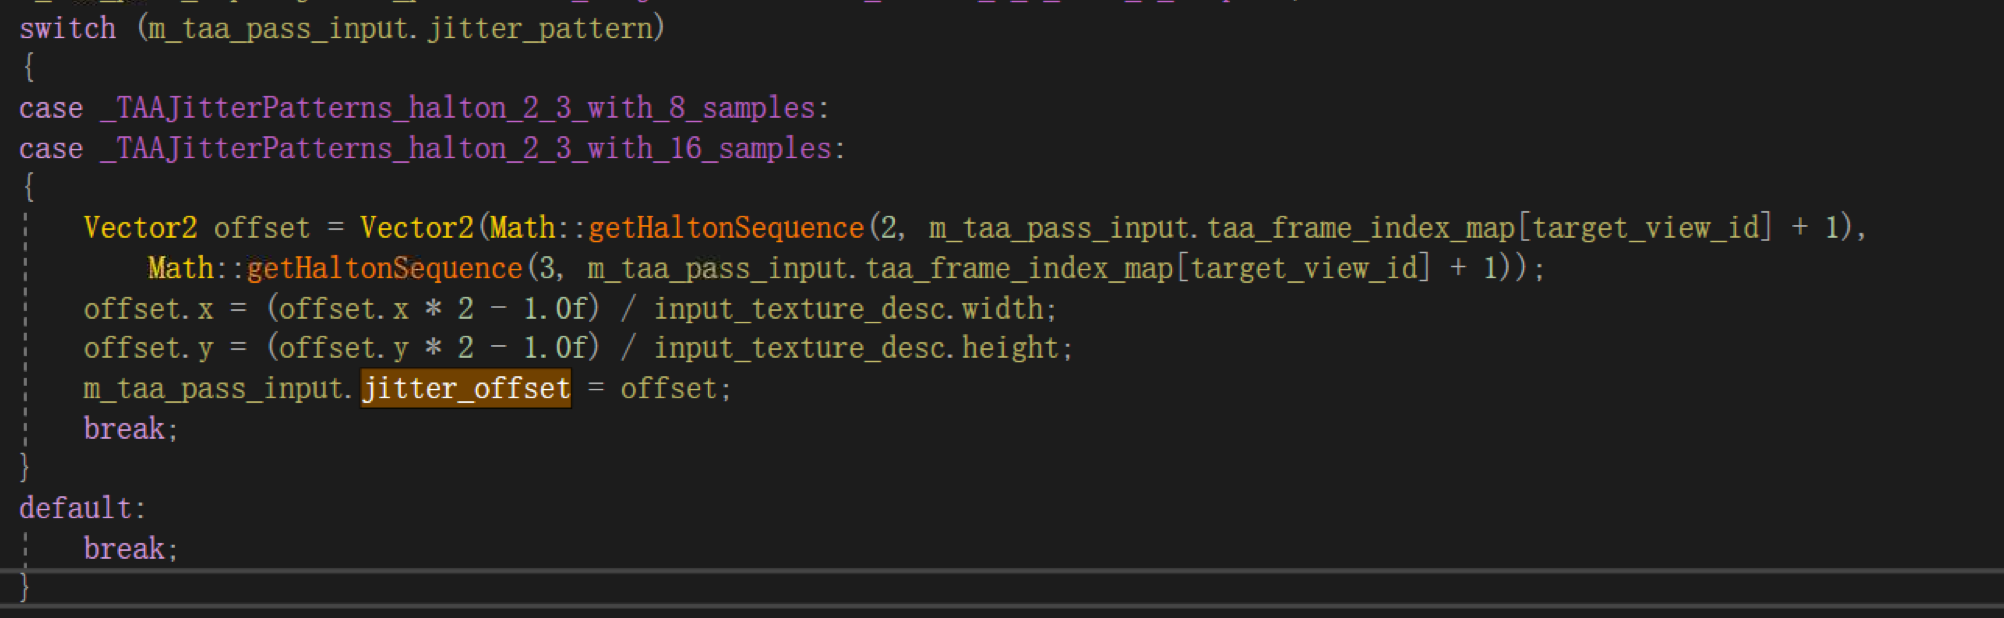 switch (m_taa_pass_input.jitter_pattern)
{
case _TAAJitterPatterns_halton_2_3_with_8_samples:
case _TAAJitterPatterns_halton_2_3_with_16_samples:
{
Vector2 offset = Vector2(Math::getHaltonSequence(2, m_taa_pass_input.taa_frame_index_map[target_view_id] + 1),
Math::getHaltonSequence(3, m_taa_pass_input.taa_frame_index_map[target_view_id] + 1));
offset.x = (offset.x * 2 - 1.0f) / input_texture_desc.width;
offset.y = (offset.y * 2 - 1.0f) / input_texture_desc.height;
m_taa_pass_input.jitter_offset = offset;
break;
}
default:
break;
}